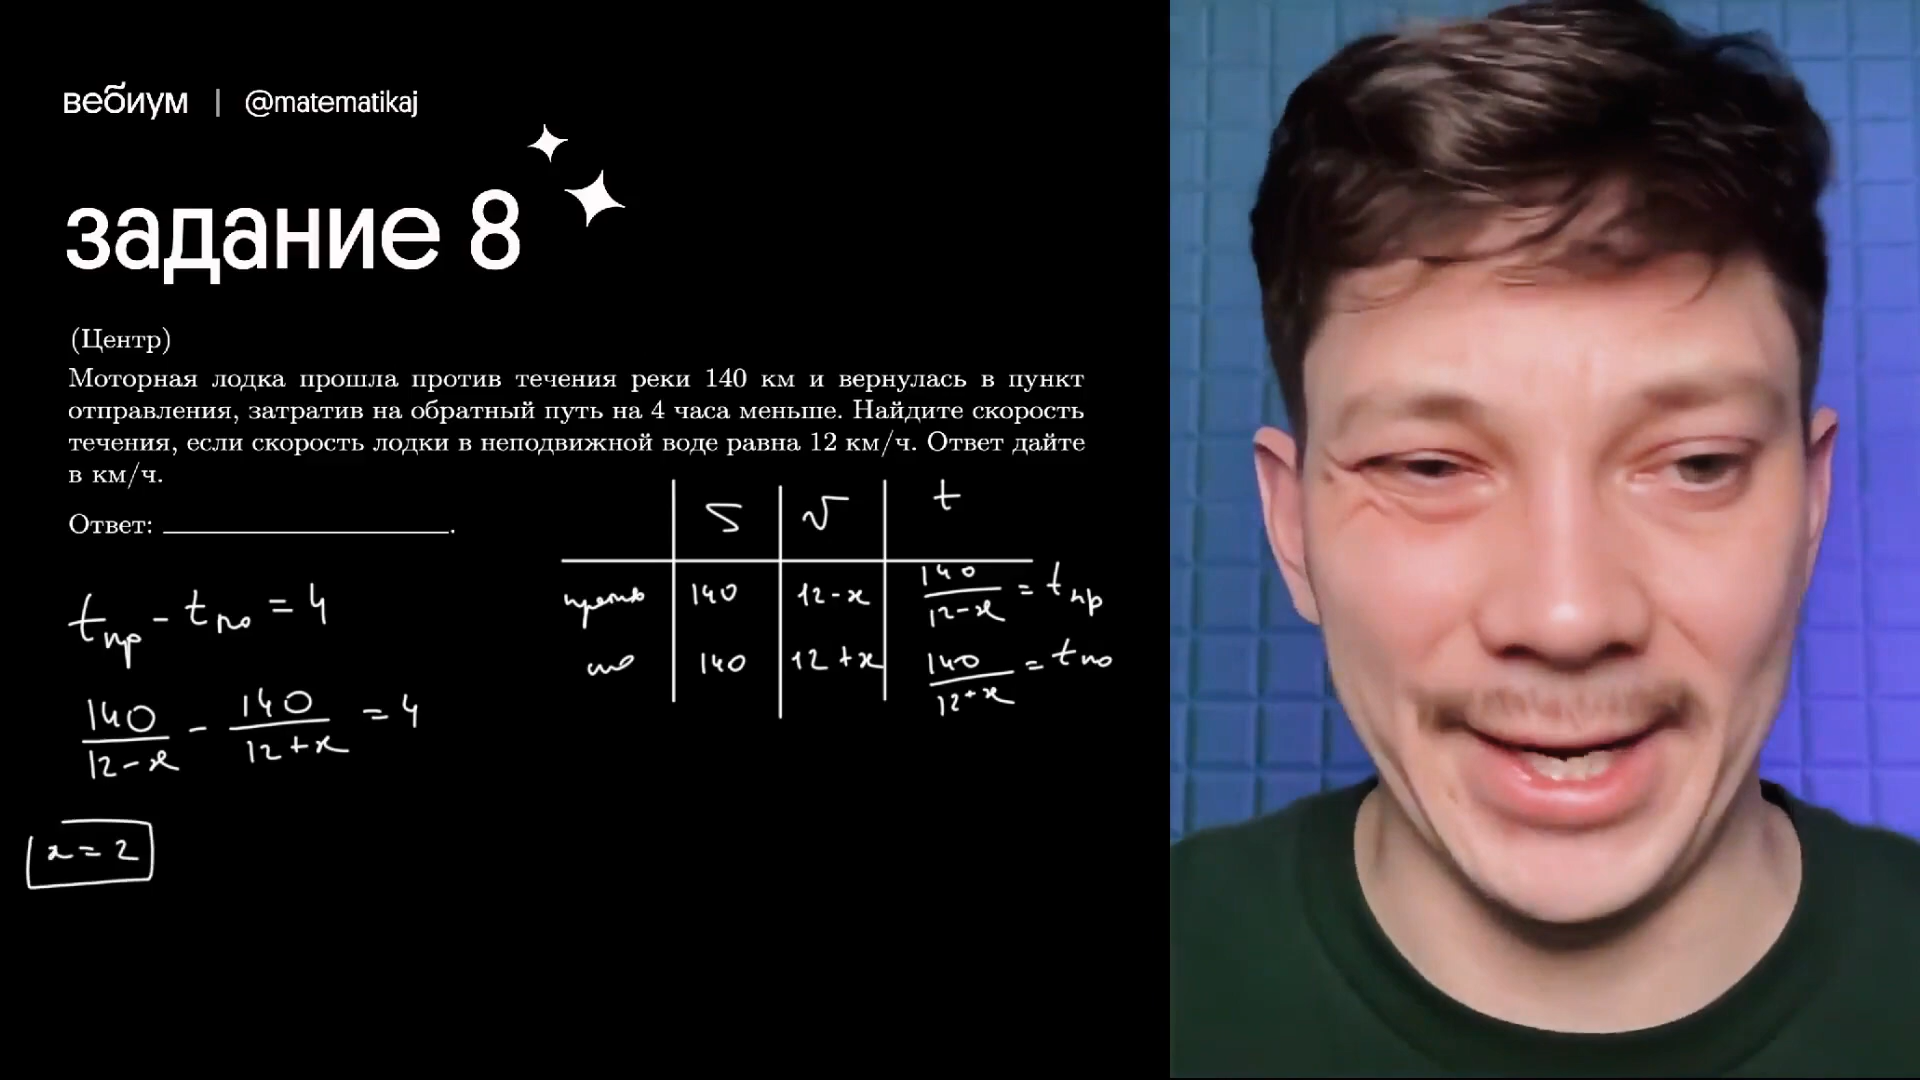 вебиум | @matematikaj
задание 8
(Центр)
Моторная лодка прошла против течения реки 140 км и вернулась в пункт
отправления, затратив на обратный путь на 4 часа меньше. Найдите скорость
течения, если скорость лодки в неподвижной воде равна 12 км/ч. Ответ дайте
в км/ч.
Ответ: ____________.
S v t
против 140 12-x 140/(12-x) = tпр
по 140 12+x 140/(12+x) = tпо
tпр - tпо = 4
140/(12-x) - 140/(12+x) = 4
x = 2